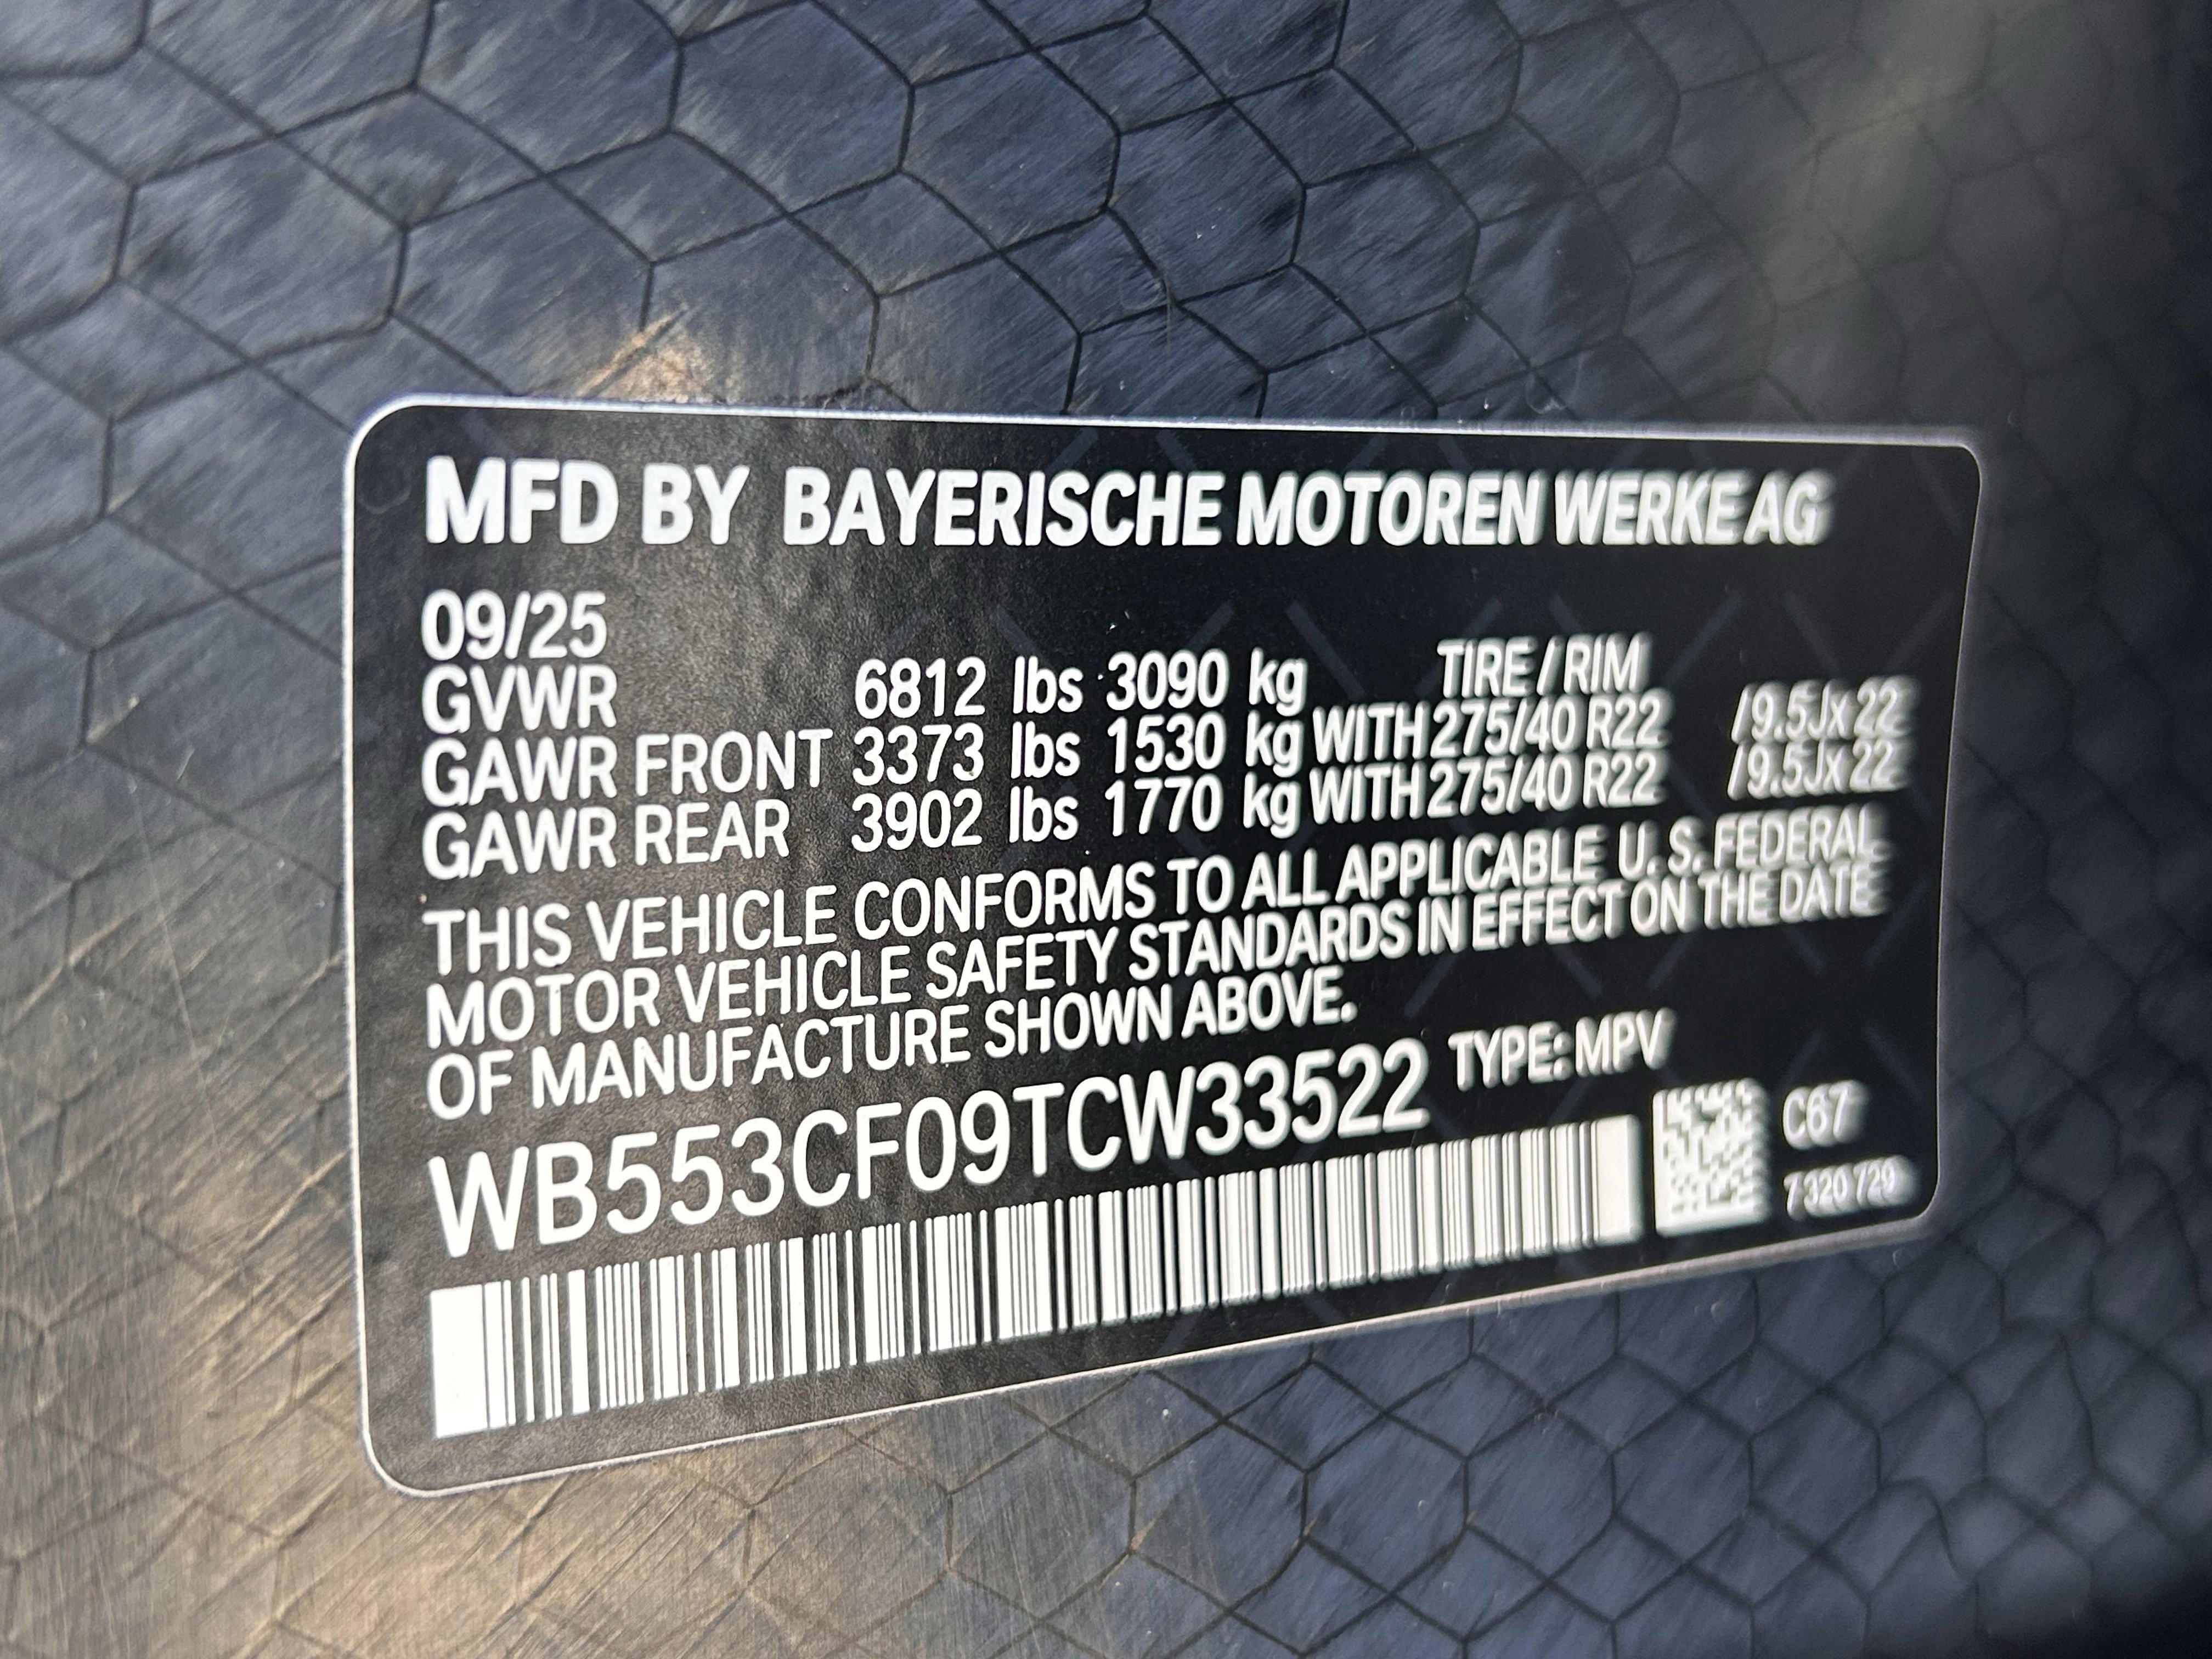 MFD BY BAYERISCHE MOTOREN WERKE AG
09/25
TIRE / RIM
GVWR 6812 lbs 3090 kg
GAWR FRONT 3373 lbs 1530 kg WITH 275/40 R22 /9.5Jx22
GAWR REAR 3902 lbs 1770 kg WITH 275/40 R22 /9.5Jx22
THIS VEHICLE CONFORMS TO ALL APPLICABLE U. S. FEDERAL
MOTOR VEHICLE SAFETY STANDARDS IN EFFECT ON THE DATE
OF MANUFACTURE SHOWN ABOVE.
WB553CF09TCW33522 TYPE: MPV
C67
7 320 729